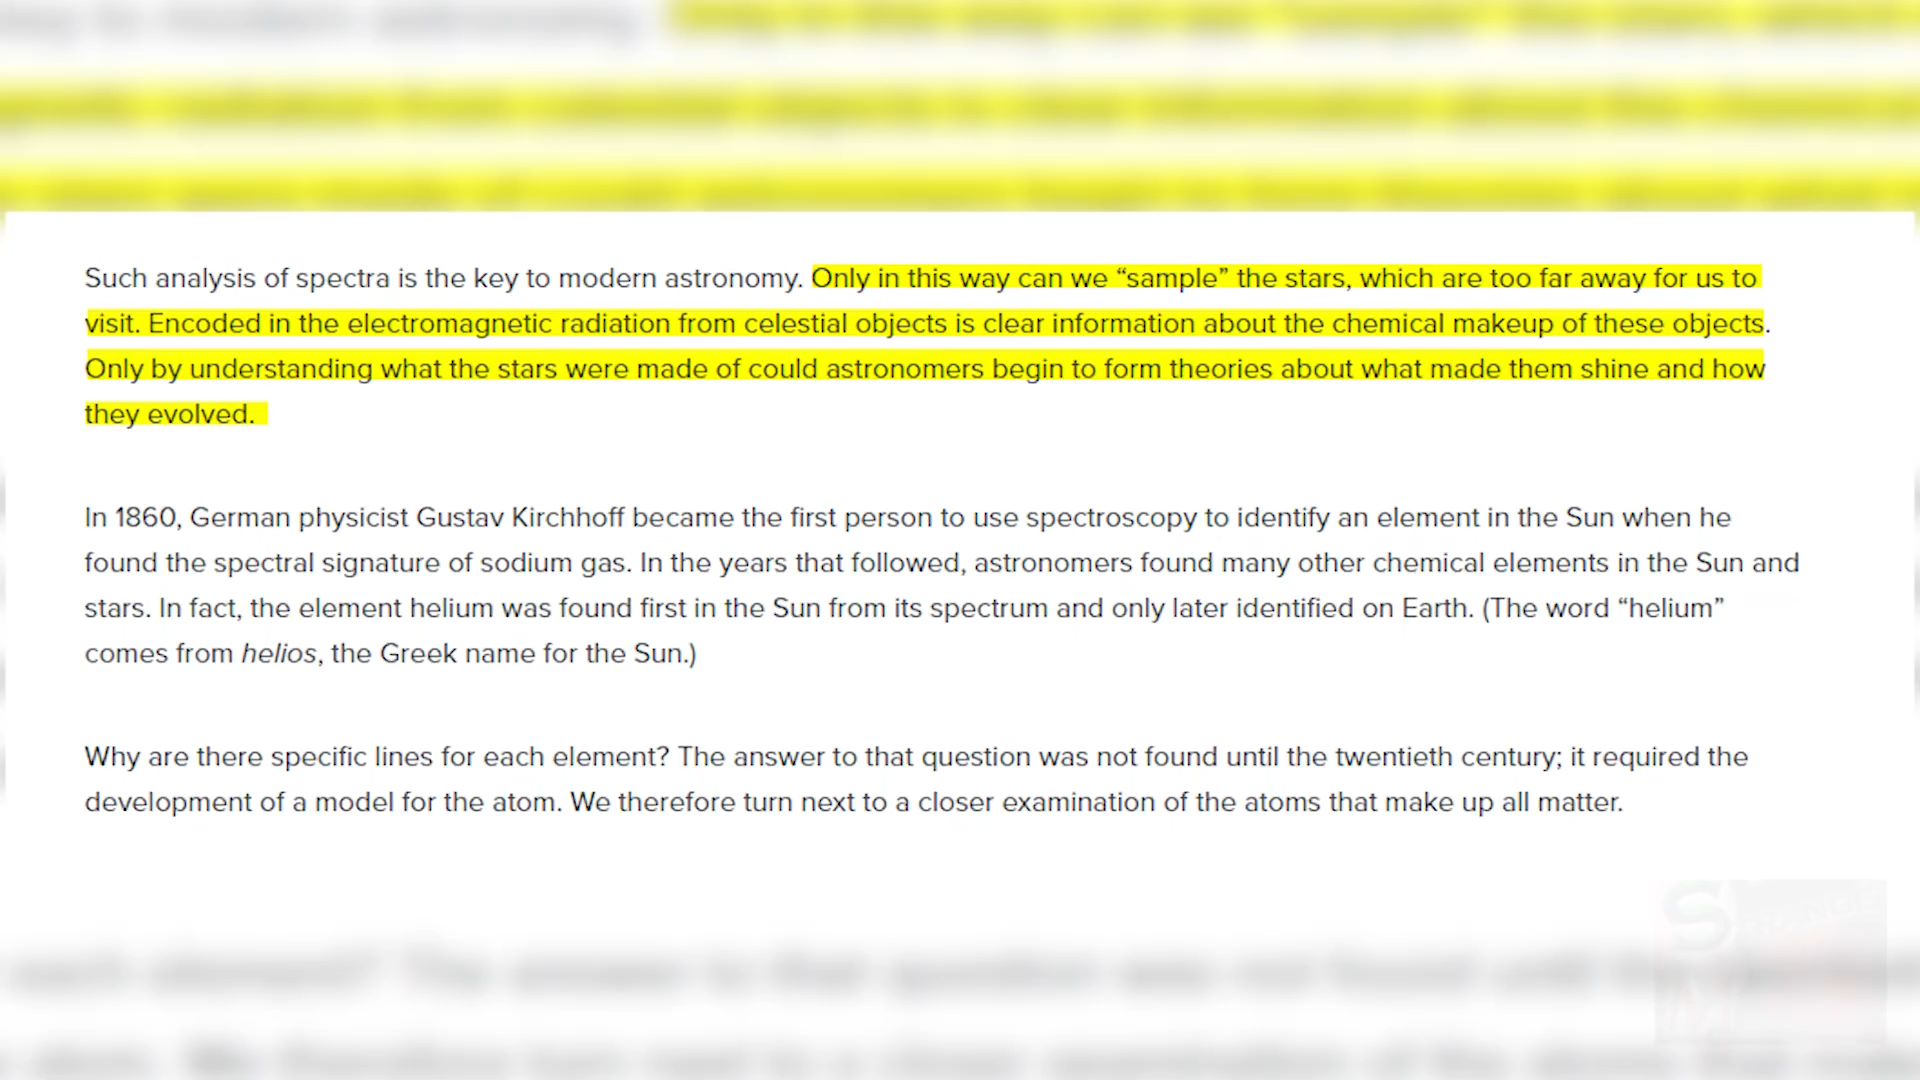 Such analysis of spectra is the key to modern astronomy. Only in this way can we “sample” the stars, which are too far away for us to
visit. Encoded in the electromagnetic radiation from celestial objects is clear information about the chemical makeup of these objects.
Only by understanding what the stars were made of could astronomers begin to form theories about what made them shine and how
they evolved.
In 1860, German physicist Gustav Kirchhoff became the first person to use spectroscopy to identify an element in the Sun when he
found the spectral signature of sodium gas. In the years that followed, astronomers found many other chemical elements in the Sun and
stars. In fact, the element helium was found first in the Sun from its spectrum and only later identified on Earth. (The word “helium”
comes from helios, the Greek name for the Sun.)
Why are there specific lines for each element? The answer to that question was not found until the twentieth century; it required the
development of a model for the atom. We therefore turn next to a closer examination of the atoms that make up all matter.